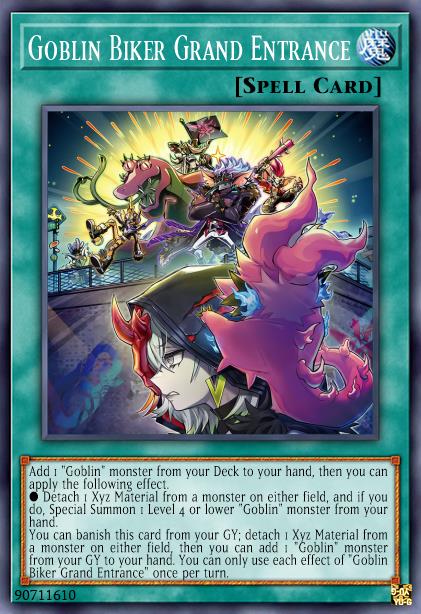 GOBLIN BIKER GRAND ENTRANCE 魔
[SPELL CARD]
Add 1 "Goblin" monster from your Deck to your hand, then you can
apply the following effect.
● Detach 1 Xyz Material from a monster on either field, and if you
do, Special Summon 1 Level 4 or lower "Goblin" monster from your
hand.
You can banish this card from your GY; detach 1 Xyz Material from
a monster on either field, then you can add 1 "Goblin" monster
from your GY to your hand. You can only use each effect of "Goblin
Biker Grand Entrance" once per turn.
90711610